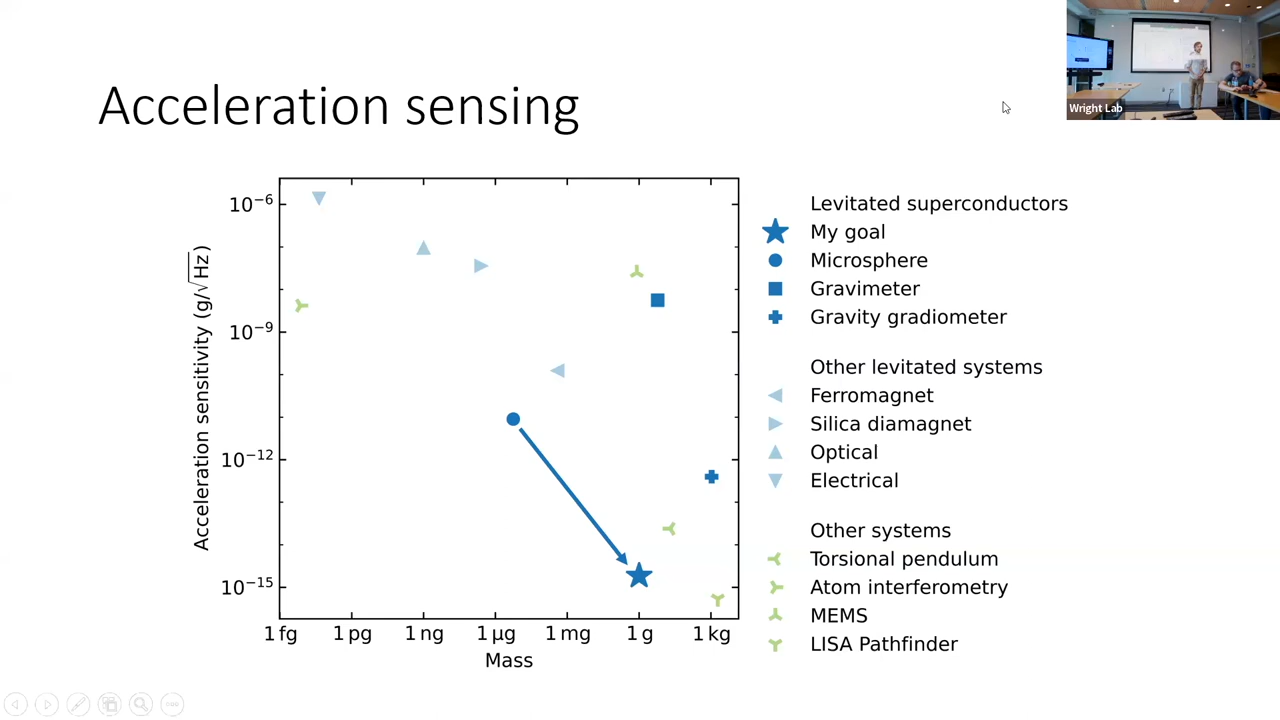 Wright Lab
Acceleration sensing
Acceleration sensitivity (g/√Hz)
10⁻⁶
10⁻⁹
10⁻¹²
10⁻¹⁵
1 fg
1 pg
1 ng
1 µg
1 mg
1 g
1 kg
Mass
Levitated superconductors
My goal
Microsphere
Gravimeter
Gravity gradiometer
Other levitated systems
Ferromagnet
Silica diamagnet
Optical
Electrical
Other systems
Torsional pendulum
Atom interferometry
MEMS
LISA Pathfinder